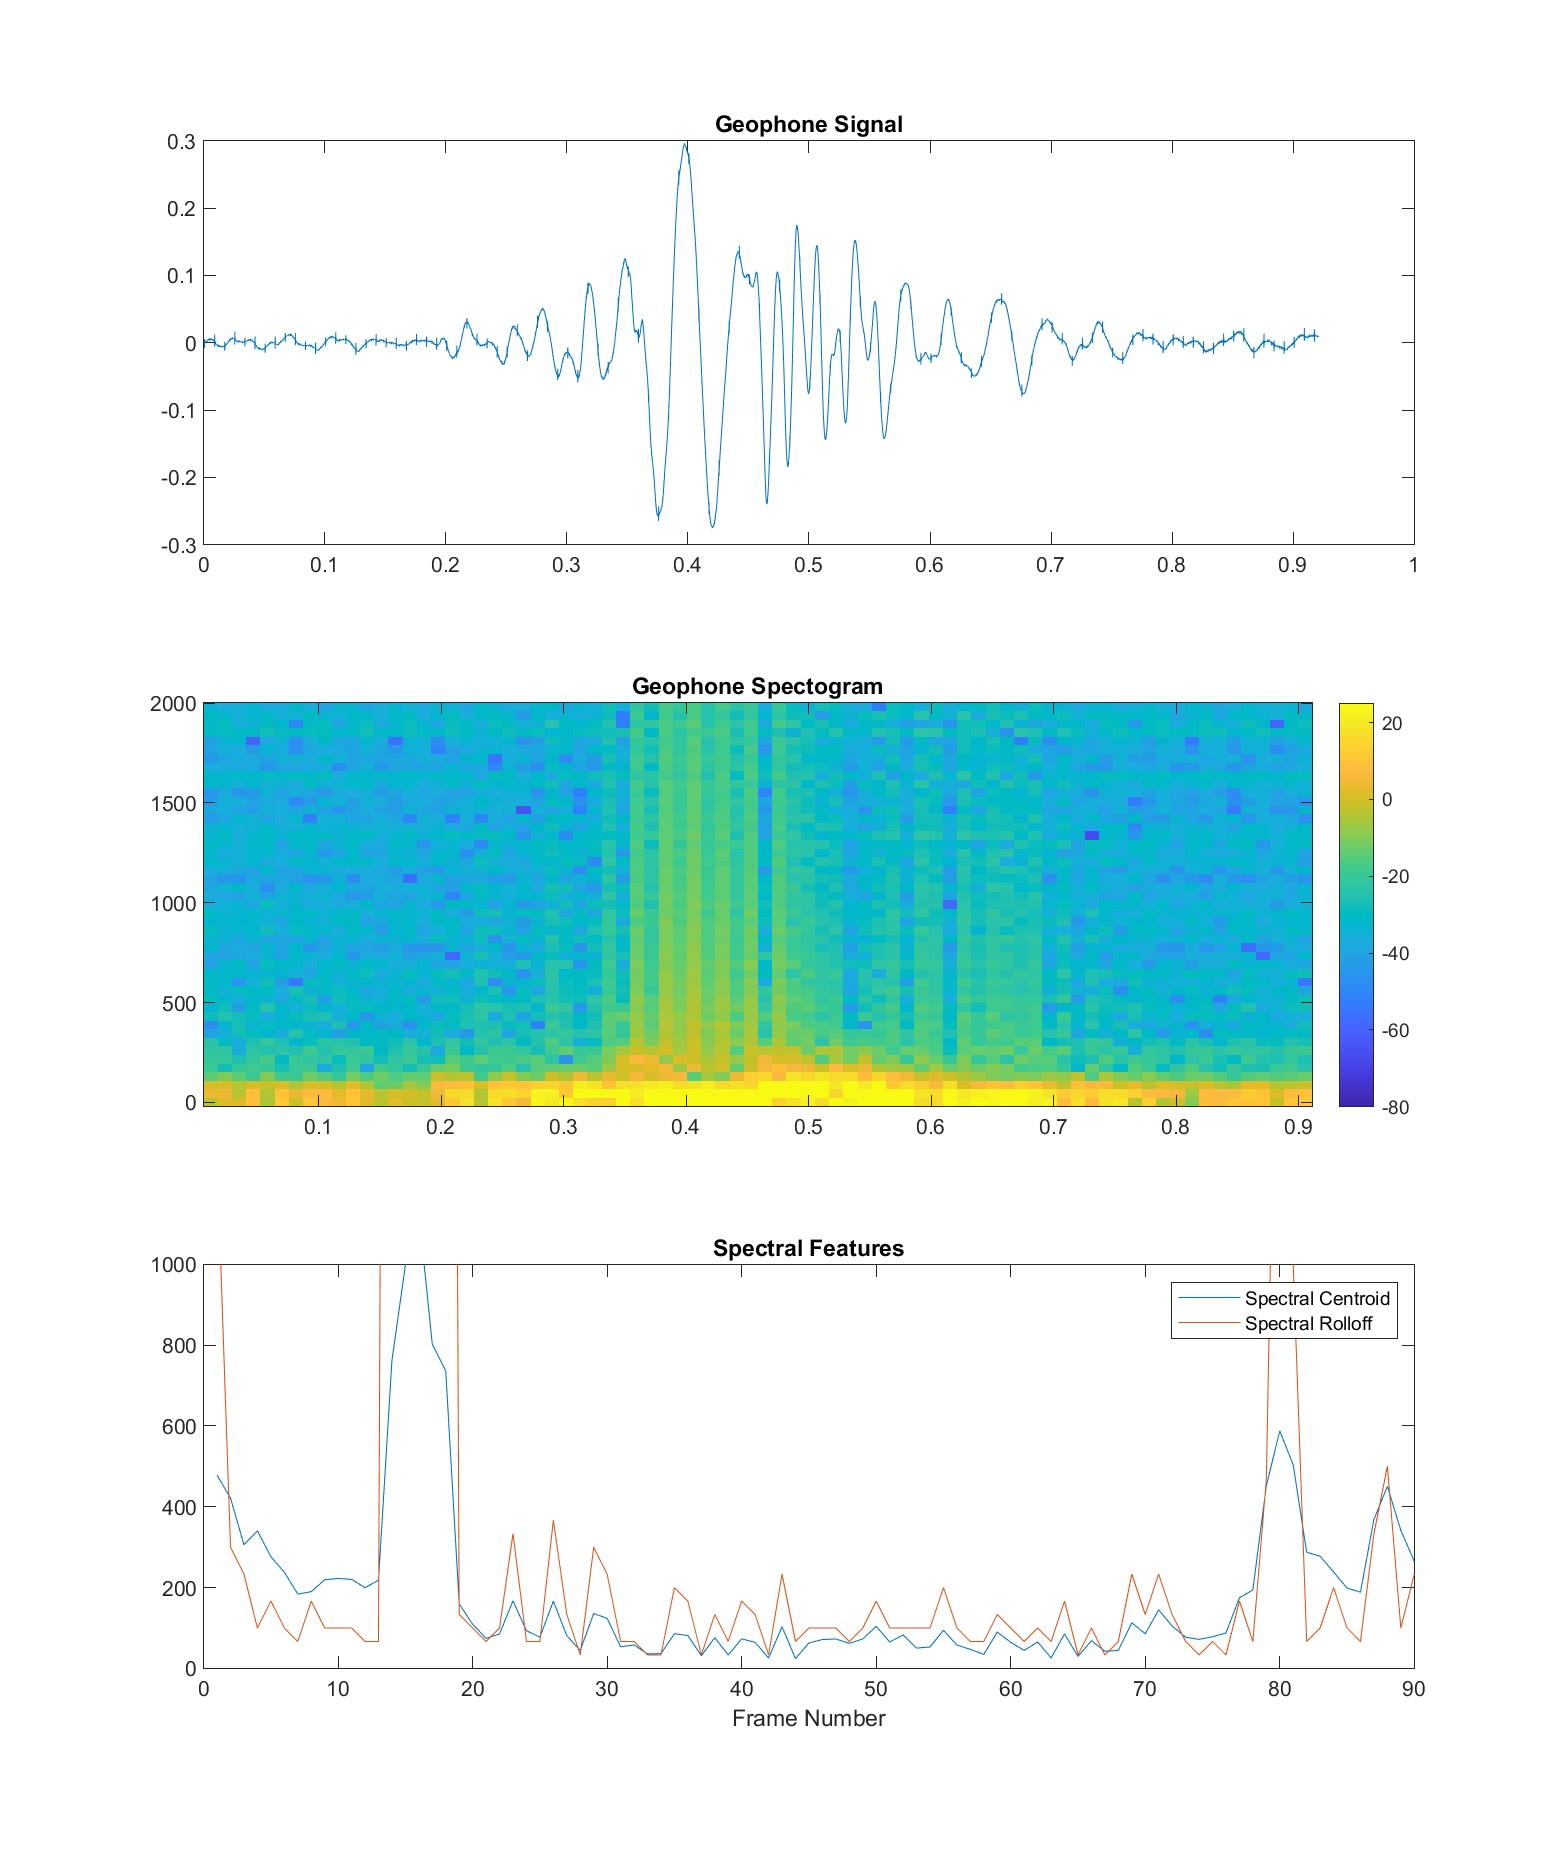 Geophone Signal
0.3
0.2
0.1
0
-0.1
-0.2
-0.3
0 0.1 0.2 0.3 0.4 0.5 0.6 0.7 0.8 0.9 1
Geophone Spectogram
2000
1500
1000
500
0
0.1 0.2 0.3 0.4 0.5 0.6 0.7 0.8 0.9
20
0
-20
-40
-60
-80
Spectral Features
1000
800
600
400
200
0
Spectral Centroid
Spectral Rolloff
0 10 20 30 40 50 60 70 80 90
Frame Number